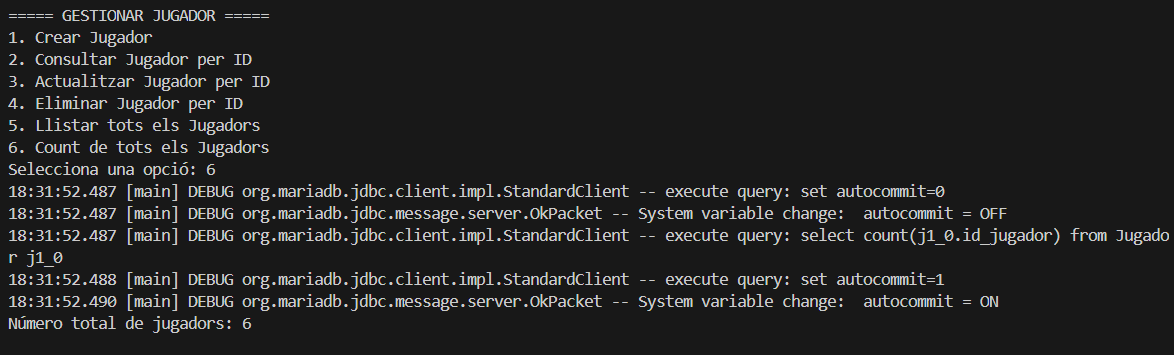 ===== GESTIONAR JUGADOR =====
1. Crear Jugador
2. Consultar Jugador per ID
3. Actualitzar Jugador per ID
4. Eliminar Jugador per ID
5. Llistar tots els Jugadors
6. Count de tots els Jugadors
Selecciona una opció: 6
18:31:52.487 [main] DEBUG org.mariadb.jdbc.client.impl.StandardClient -- execute query: set autocommit=0
18:31:52.487 [main] DEBUG org.mariadb.jdbc.message.server.OkPacket -- System variable change:  autocommit = OFF
18:31:52.487 [main] DEBUG org.mariadb.jdbc.client.impl.StandardClient -- execute query: select count(j1_0.id_jugador) from Jugado
r j1_0
18:31:52.488 [main] DEBUG org.mariadb.jdbc.client.impl.StandardClient -- execute query: set autocommit=1
18:31:52.490 [main] DEBUG org.mariadb.jdbc.message.server.OkPacket -- System variable change:  autocommit = ON
Número total de jugadors: 6